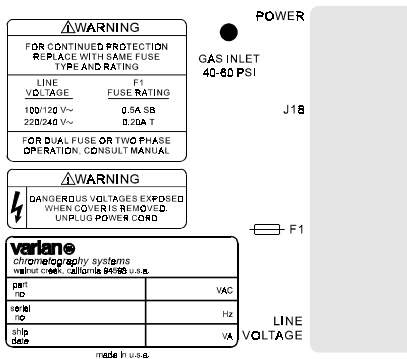 ⚠WARNING
FOR CONTINUED PROTECTION
REPLACE WITH SAME FUSE
TYPE AND RATING
LINE VOLTAGE
F1 FUSE RATING
100/120 V~ 0.5A SB
220/240 V~ 0.20A T
FOR DUAL FUSE OR TWO PHASE
OPERATION, CONSULT MANUAL
⚠WARNING
DANGEROUS VOLTAGES EXPOSED
WHEN COVER IS REMOVED.
UNPLUG POWER CORD
varian®
chromatography systems
walnut creek, california 94598 u.s.a.
part no VAC
serial no Hz
ship date VA
made in u.s.a.
POWER
GAS INLET
40-60 PSI
J18
F1
LINE
VOLTAGE